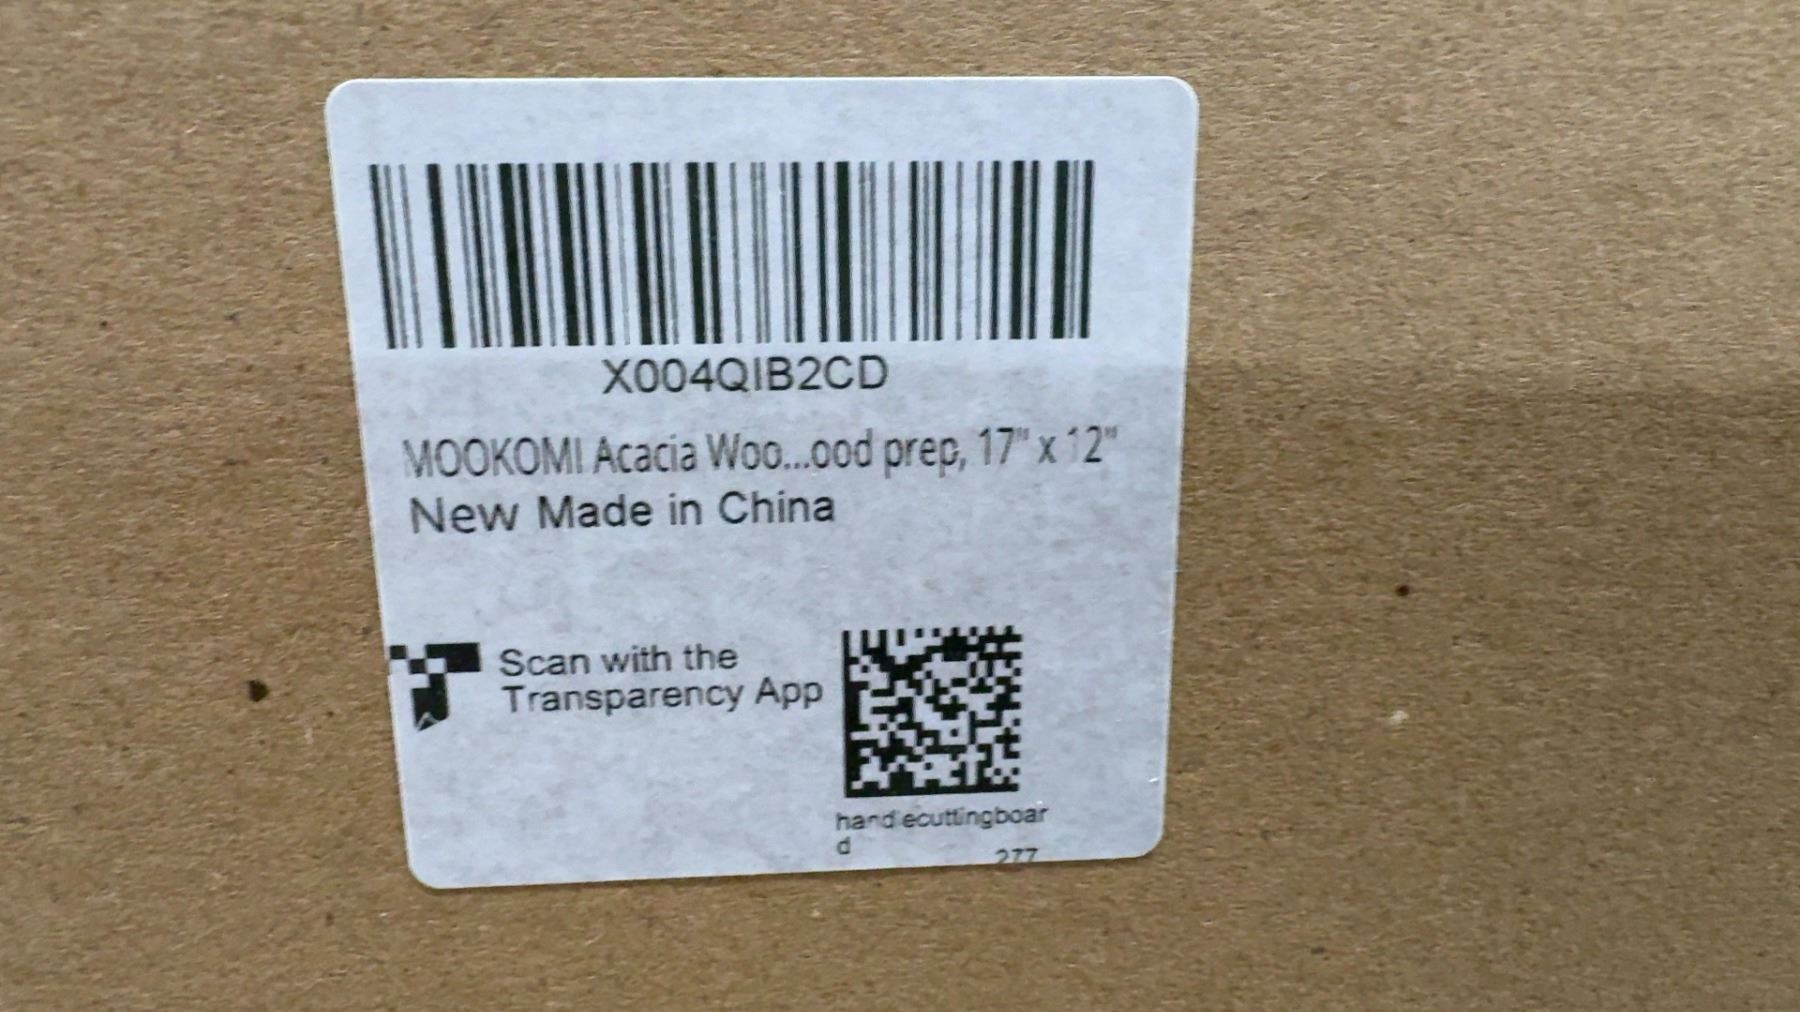 X004QIB2CD
MOOKOMI Acacia Woo...ood prep, 17" x 12"
New Made in China
Scan with the
Transparency App
handlecuttingboar
d
277